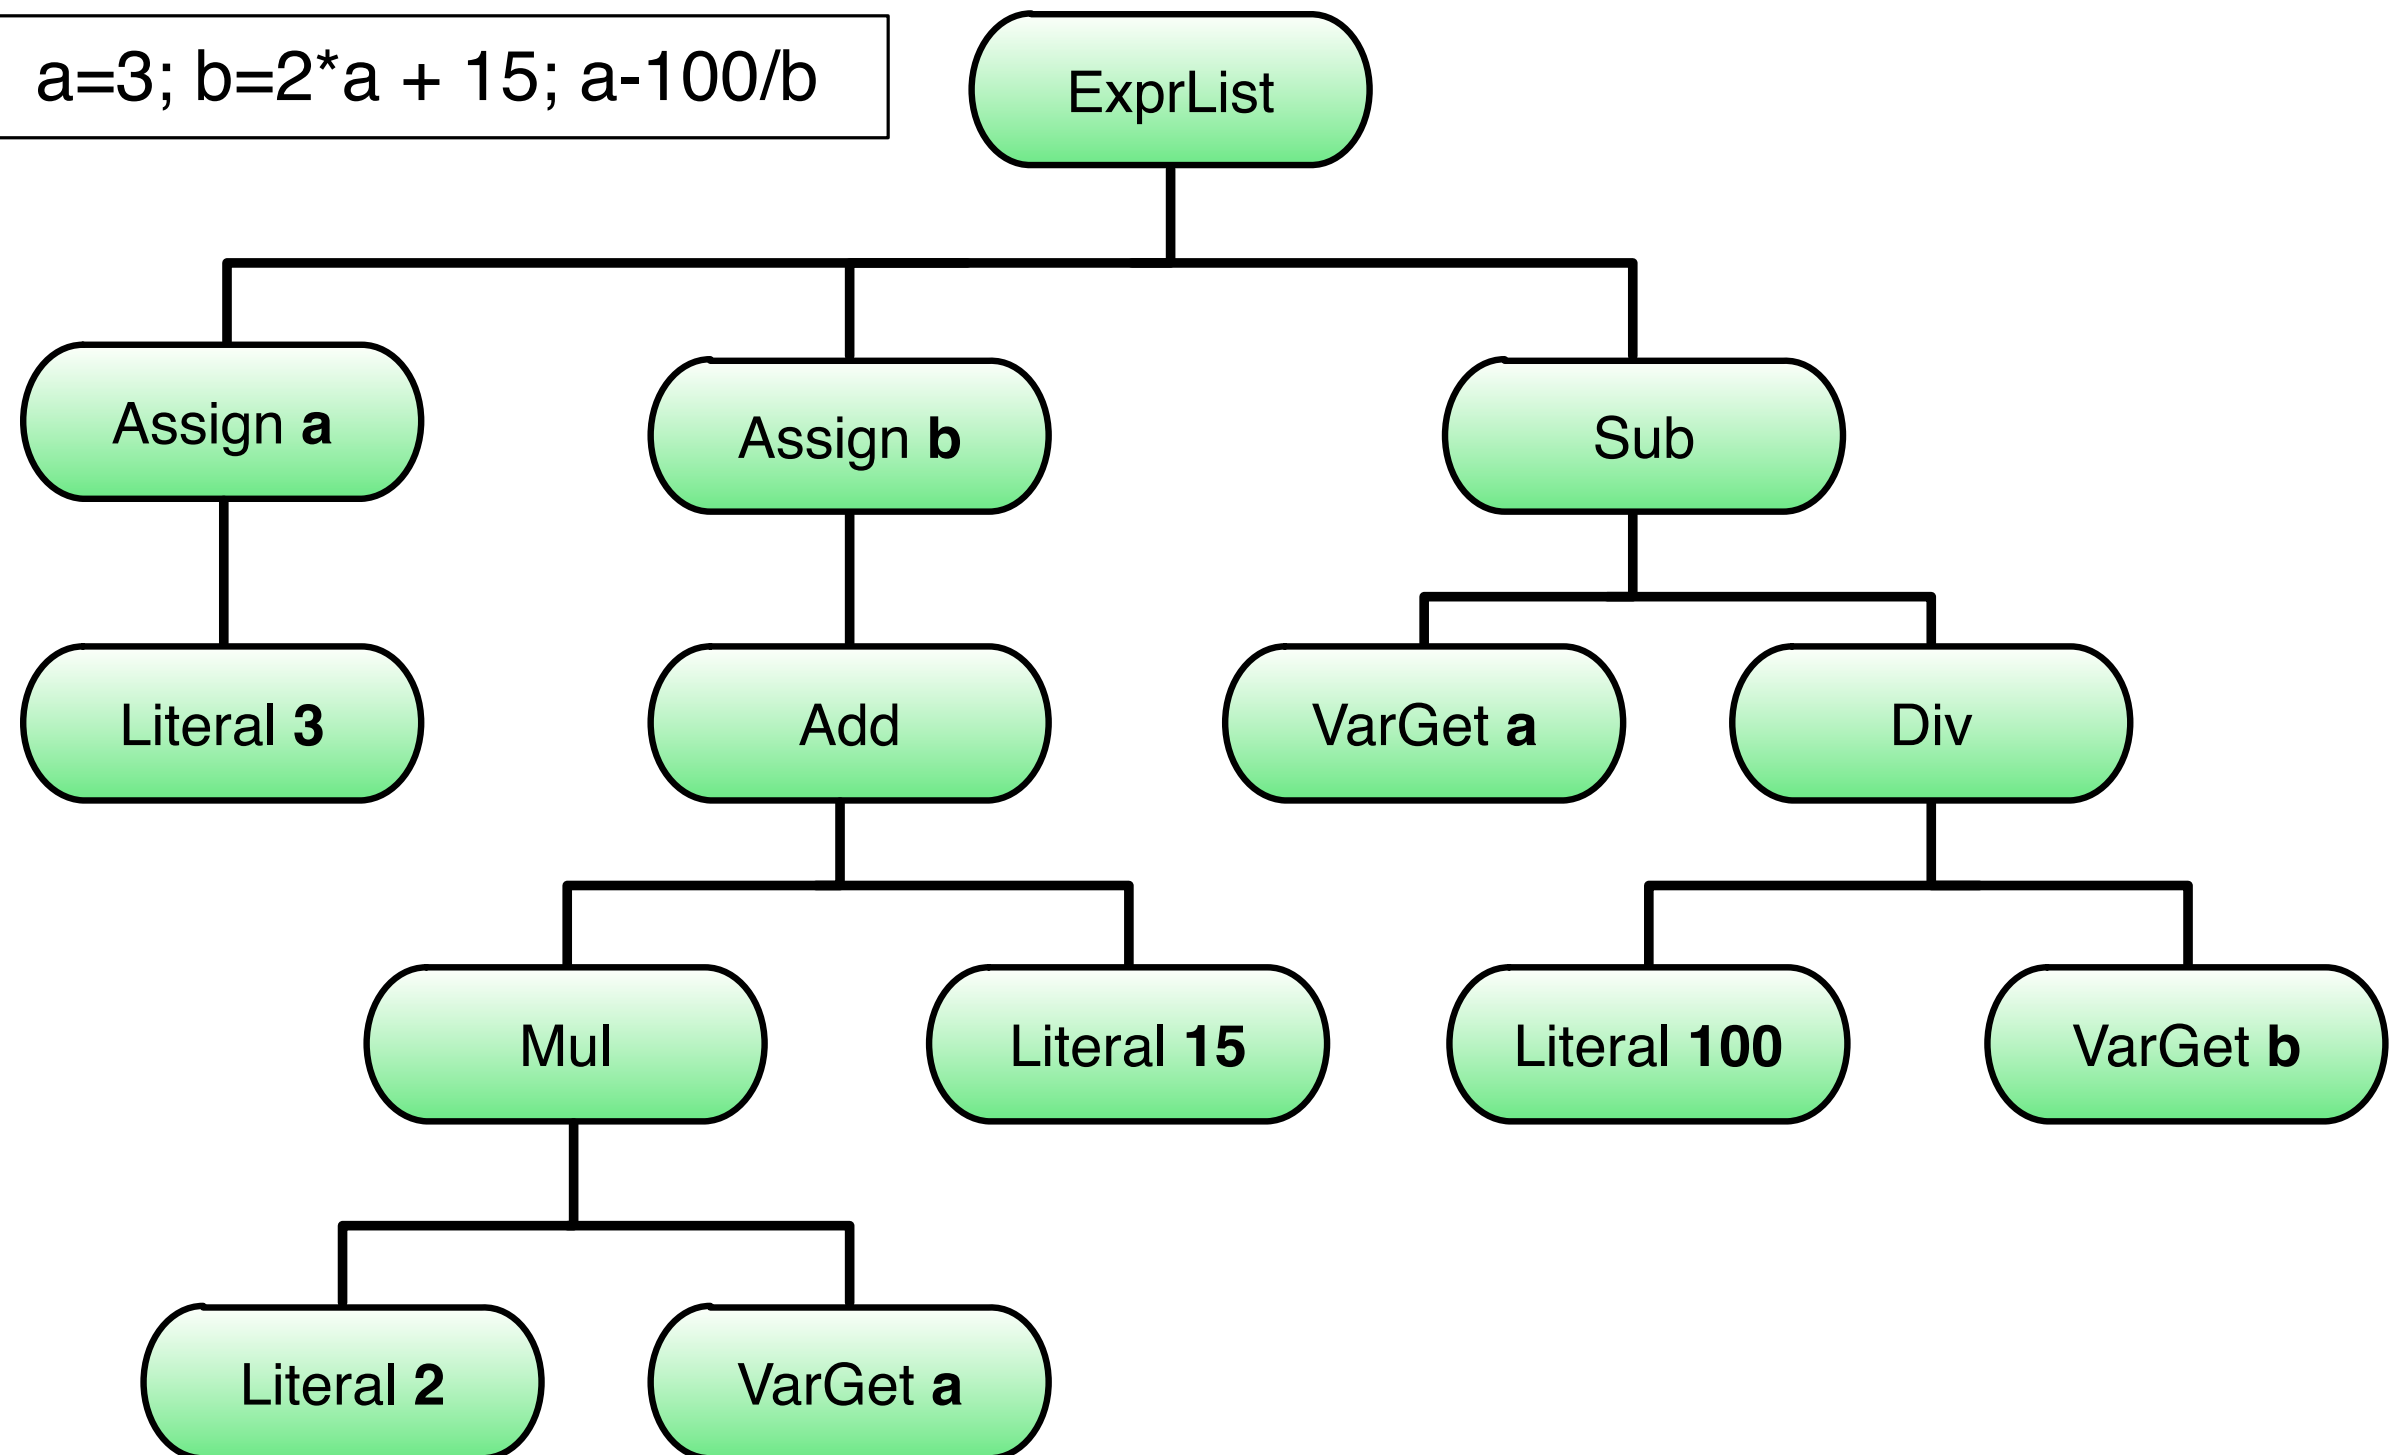 a=3; b=2*a + 15; a-100/b
ExprList
Assign a
Assign b
Sub
Literal 3
Add
VarGet a
Div
Mul
Literal 15
Literal 100
VarGet b
Literal 2
VarGet a